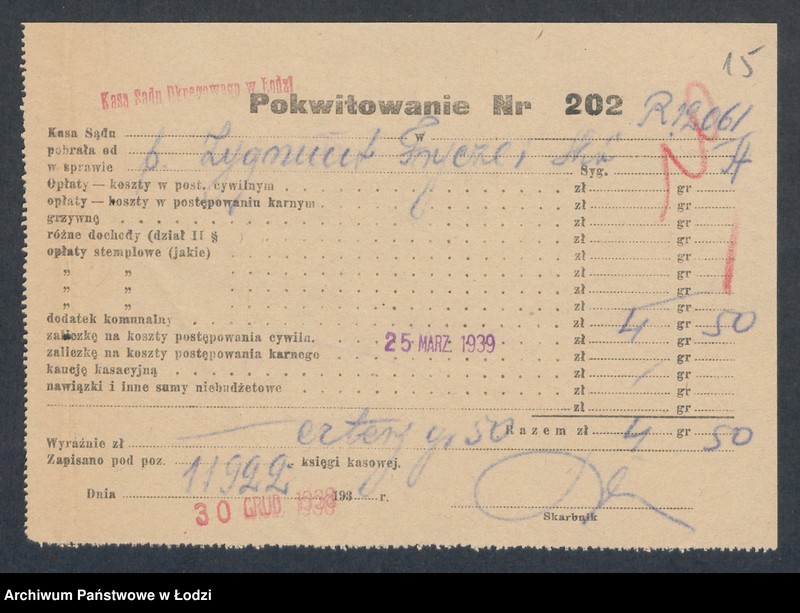 15
Kasa Sądu Okręgowego w Łodzi
Pokwitowanie Nr 202
R.12061
Kasa Sądu w
pobrała od Zygmunt
w sprawie Syg.
Opłaty — koszty w post. cywilnym zł gr
opłaty — koszty w postępowaniu karnym zł gr
grzywnę zł gr
różne dochody (dział II § ) zł gr
opłaty stemplowe (jakie) zł gr
„ „ zł gr
„ „ zł gr
„ „ zł gr
dodatek komunalny zł 4 gr 50
zaliczkę na koszty postępowania cywiln. 25 MARZ. 1939 zł gr
zaliczkę na koszty postępowania karnego zł gr
kaucję kasacyjną zł gr
nawiązki i inne sumy niebudżetowe zł gr
zł gr
Razem zł 4 gr 50
Wyraźnie zł cztery gr 50
Zapisano pod poz. 11922 księgi kasowej.
Dnia 30 GRUD. 1938 193 r.
Skarbnik
Archiwum Państwowe w Łodzi